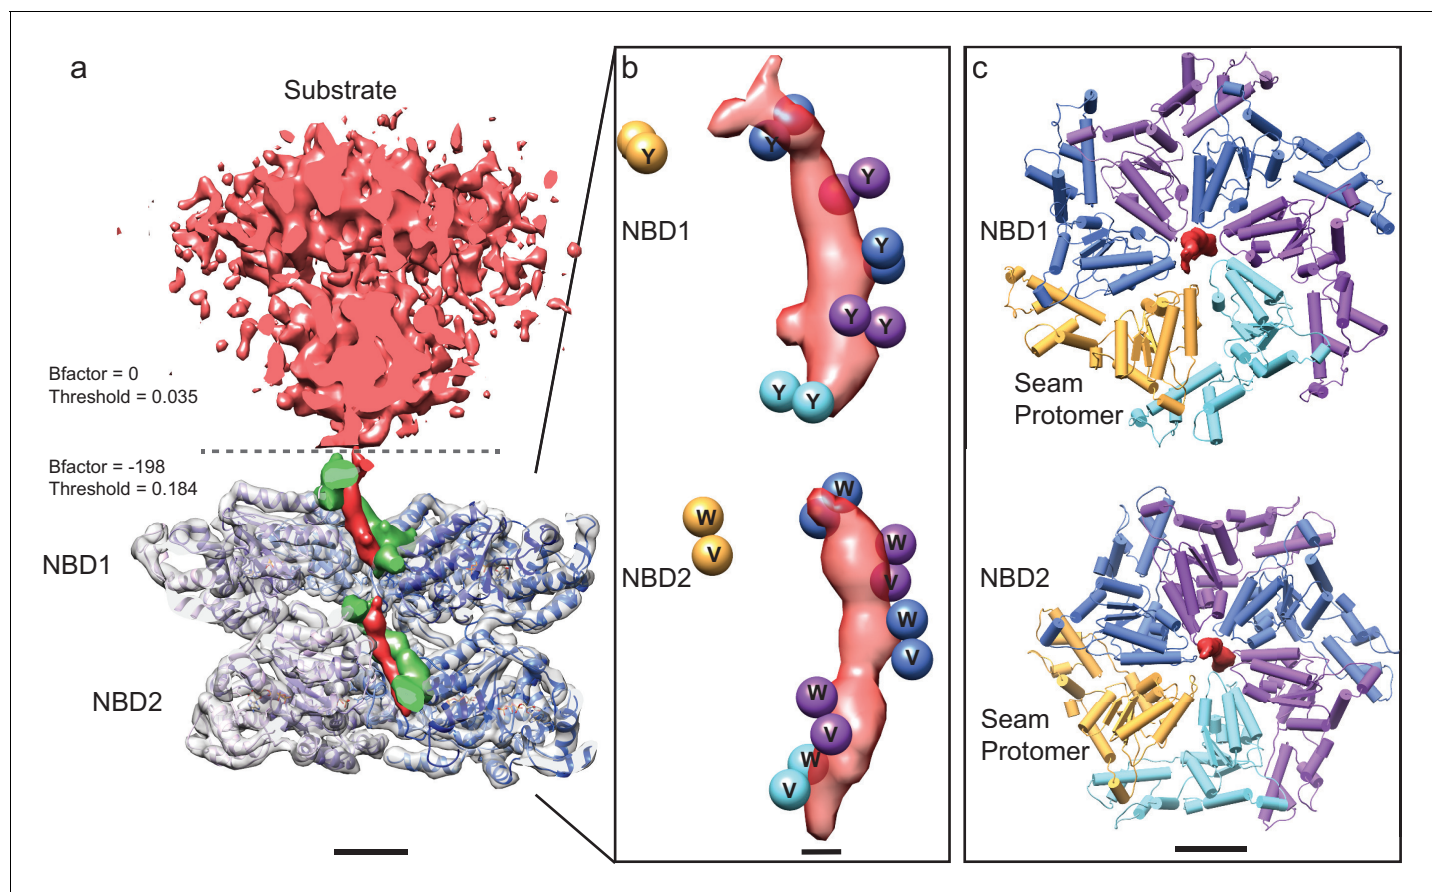 a
Substrate
Bfactor = 0
Threshold = 0.035
Bfactor = -198
Threshold = 0.184
NBD1
NBD2
b
Y
Y
Y
Y
NBD1
Y
Y
Y
Y
W
W
V
W
V
NBD2
W
V
W
V
W
V
c
NBD1
Seam
Protomer
NBD2
Seam
Protomer